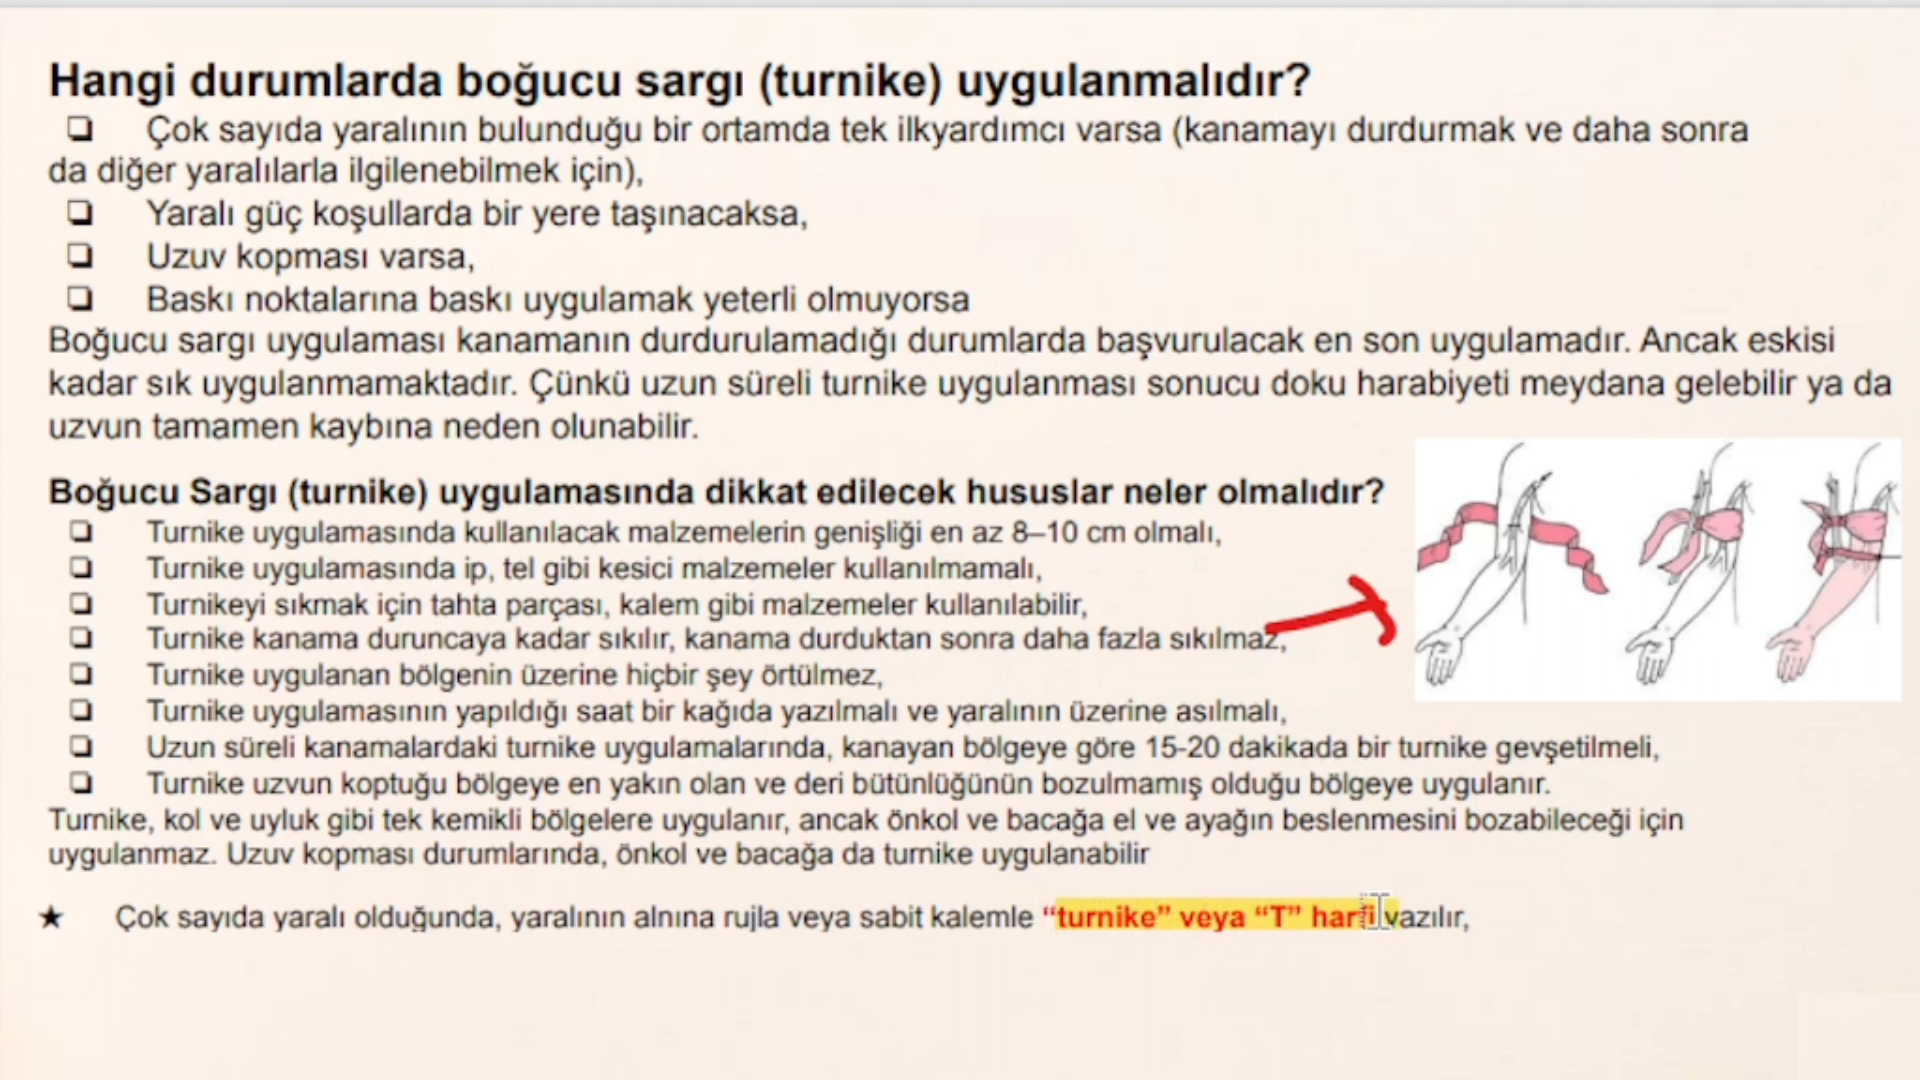 Hangi durumlarda boğucu sargı (turnike) uygulanmalıdır?
❏ Çok sayıda yaralının bulunduğu bir ortamda tek ilkyardımcı varsa (kanamayı durdurmak ve daha sonra
da diğer yaralılarla ilgilenebilmek için),
❏ Yaralı güç koşullarda bir yere taşınacaksa,
❏ Uzuv kopması varsa,
❏ Baskı noktalarına baskı uygulamak yeterli olmuyorsa
Boğucu sargı uygulaması kanamanın durdurulamadığı durumlarda başvurulacak en son uygulamadır. Ancak eskisi
kadar sık uygulanmamaktadır. Çünkü uzun süreli turnike uygulanması sonucu doku harabiyeti meydana gelebilir ya da
uzvun tamamen kaybına neden olunabilir.
Boğucu Sargı (turnike) uygulamasında dikkat edilecek hususlar neler olmalıdır?
❏ Turnike uygulamasında kullanılacak malzemelerin genişliği en az 8–10 cm olmalı,
❏ Turnike uygulamasında ip, tel gibi kesici malzemeler kullanılmamalı,
❏ Turnikeyi sıkmak için tahta parçası, kalem gibi malzemeler kullanılabilir,
❏ Turnike kanama duruncaya kadar sıkılır, kanama durduktan sonra daha fazla sıkılmaz,
❏ Turnike uygulanan bölgenin üzerine hiçbir şey örtülmez,
❏ Turnike uygulamasının yapıldığı saat bir kağıda yazılmalı ve yaralının üzerine asılmalı,
❏ Uzun süreli kanamalardaki turnike uygulamalarında, kanayan bölgeye göre 15-20 dakikada bir turnike gevşetilmeli,
❏ Turnike uzvun koptuğu bölgeye en yakın olan ve deri bütünlüğünün bozulmamış olduğu bölgeye uygulanır.
Turnike, kol ve uyluk gibi tek kemikli bölgelere uygulanır, ancak önkol ve bacağa el ve ayağın beslenmesini bozabileceği için
uygulanmaz. Uzuv kopması durumlarında, önkol ve bacağa da turnike uygulanabilir
★ Çok sayıda yaralı olduğunda, yaralının alnına rujla veya sabit kalemle “turnike” veya “T” harfi yazılır,